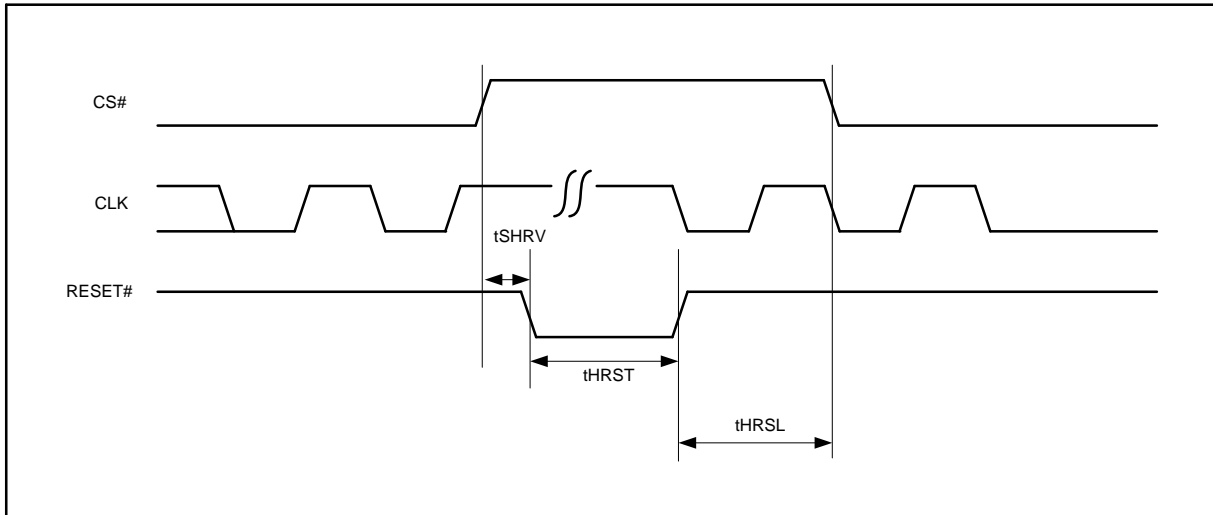 CS#
CLK
tSHRV
RESET#
tHRST
tHRSL